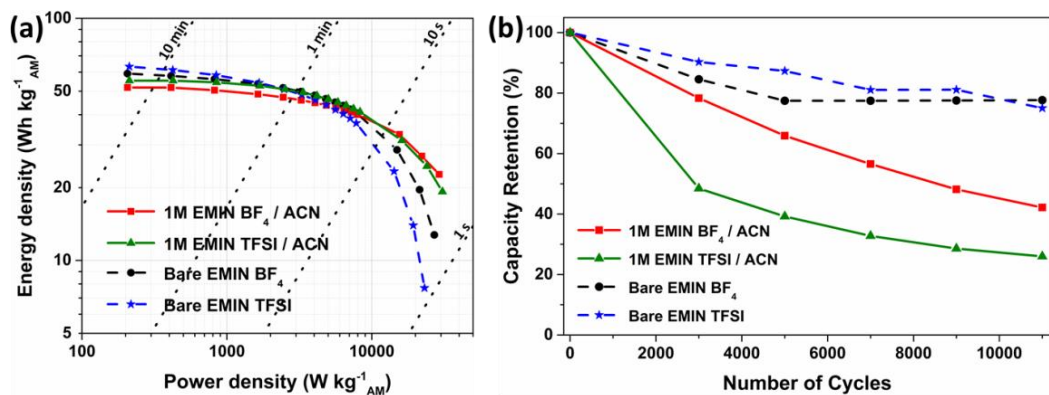 (a)
Energy density (Wh kg⁻¹AM)
100
50
20
10
5
10 min
1 min
10 s
1 s
1M EMIN BF₄ / ACN
1M EMIN TFSI / ACN
Bare EMIN BF₄
Bare EMIN TFSI
100
1000
10000
Power density (W kg⁻¹AM)
(b)
Capacity Retention (%)
100
80
60
40
20
0
1M EMIN BF₄ / ACN
1M EMIN TFSI / ACN
Bare EMIN BF₄
Bare EMIN TFSI
0
2000
4000
6000
8000
10000
Number of Cycles